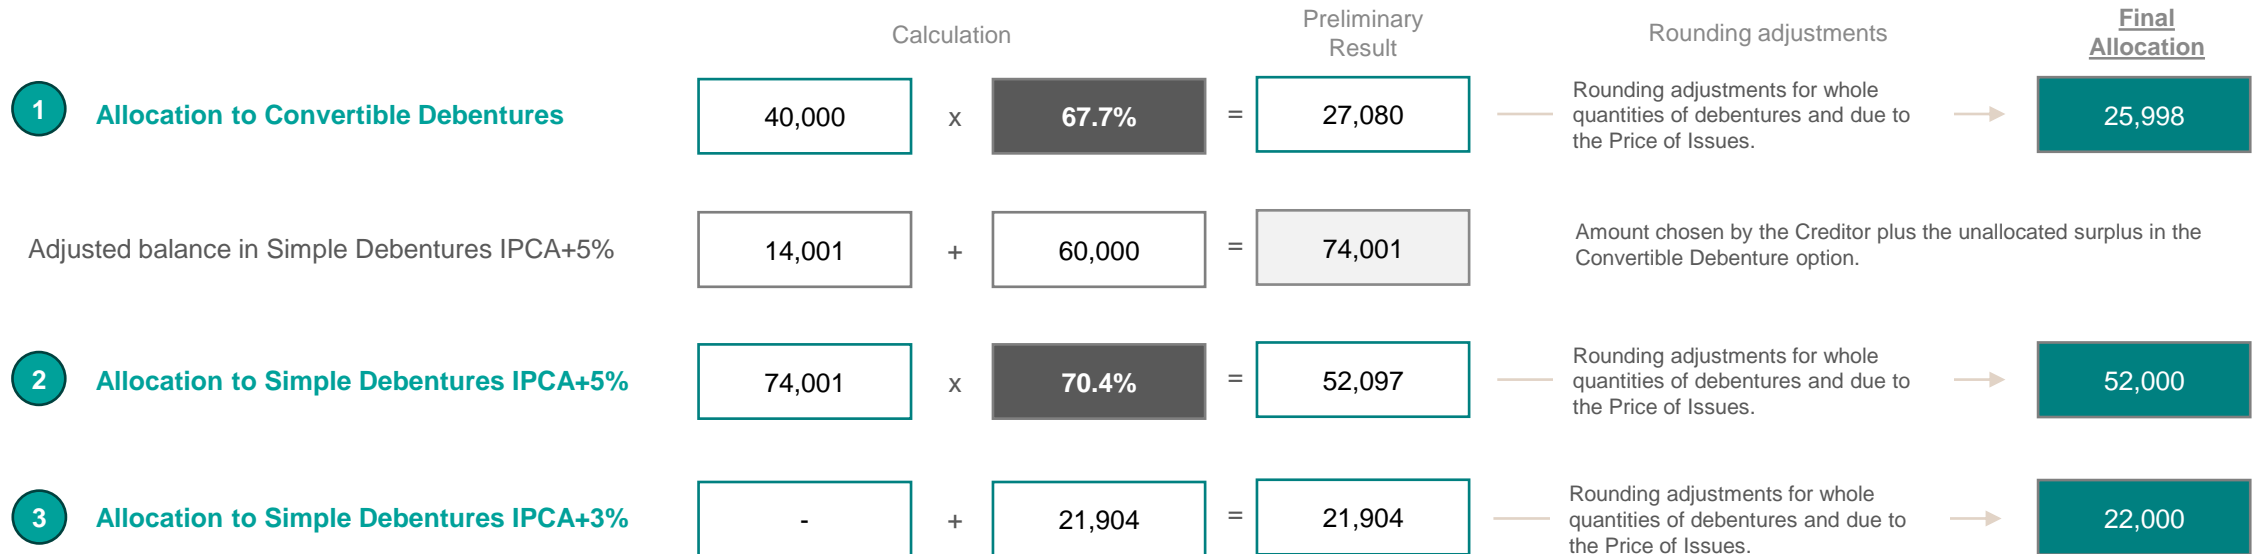 Calculation
Preliminary
Result
Rounding adjustments
Final
Allocation
1
Allocation to Convertible Debentures
40,000
x
67.7%
=
27,080
Rounding adjustments for whole
quantities of debentures and due to
the Price of Issues.
25,998
Adjusted balance in Simple Debentures IPCA+5%
14,001
+
60,000
=
74,001
Amount chosen by the Creditor plus the unallocated surplus in the
Convertible Debenture option.
2
Allocation to Simple Debentures IPCA+5%
74,001
x
70.4%
=
52,097
Rounding adjustments for whole
quantities of debentures and due to
the Price of Issues.
52,000
3
Allocation to Simple Debentures IPCA+3%
-
+
21,904
=
21,904
Rounding adjustments for whole
quantities of debentures and due to
the Price of Issues.
22,000